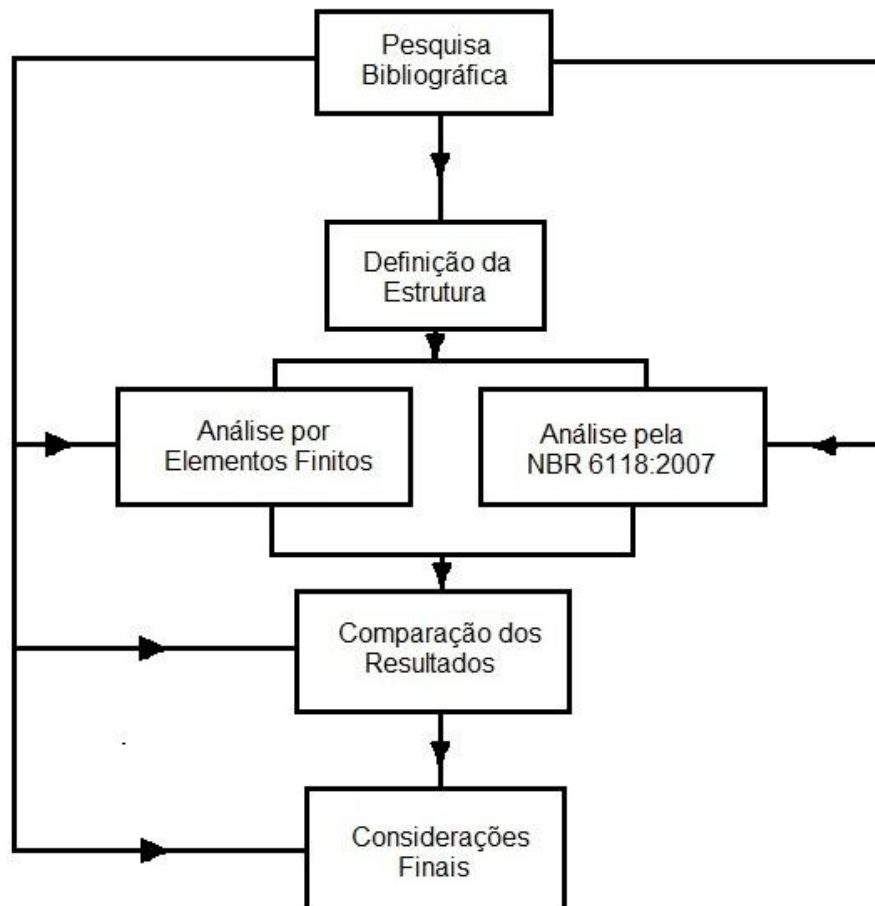 Pesquisa
Bibliográfica
Definição da
Estrutura
Análise por
Elementos Finitos
Análise pela
NBR 6118:2007
Comparação dos
Resultados
Considerações
Finais